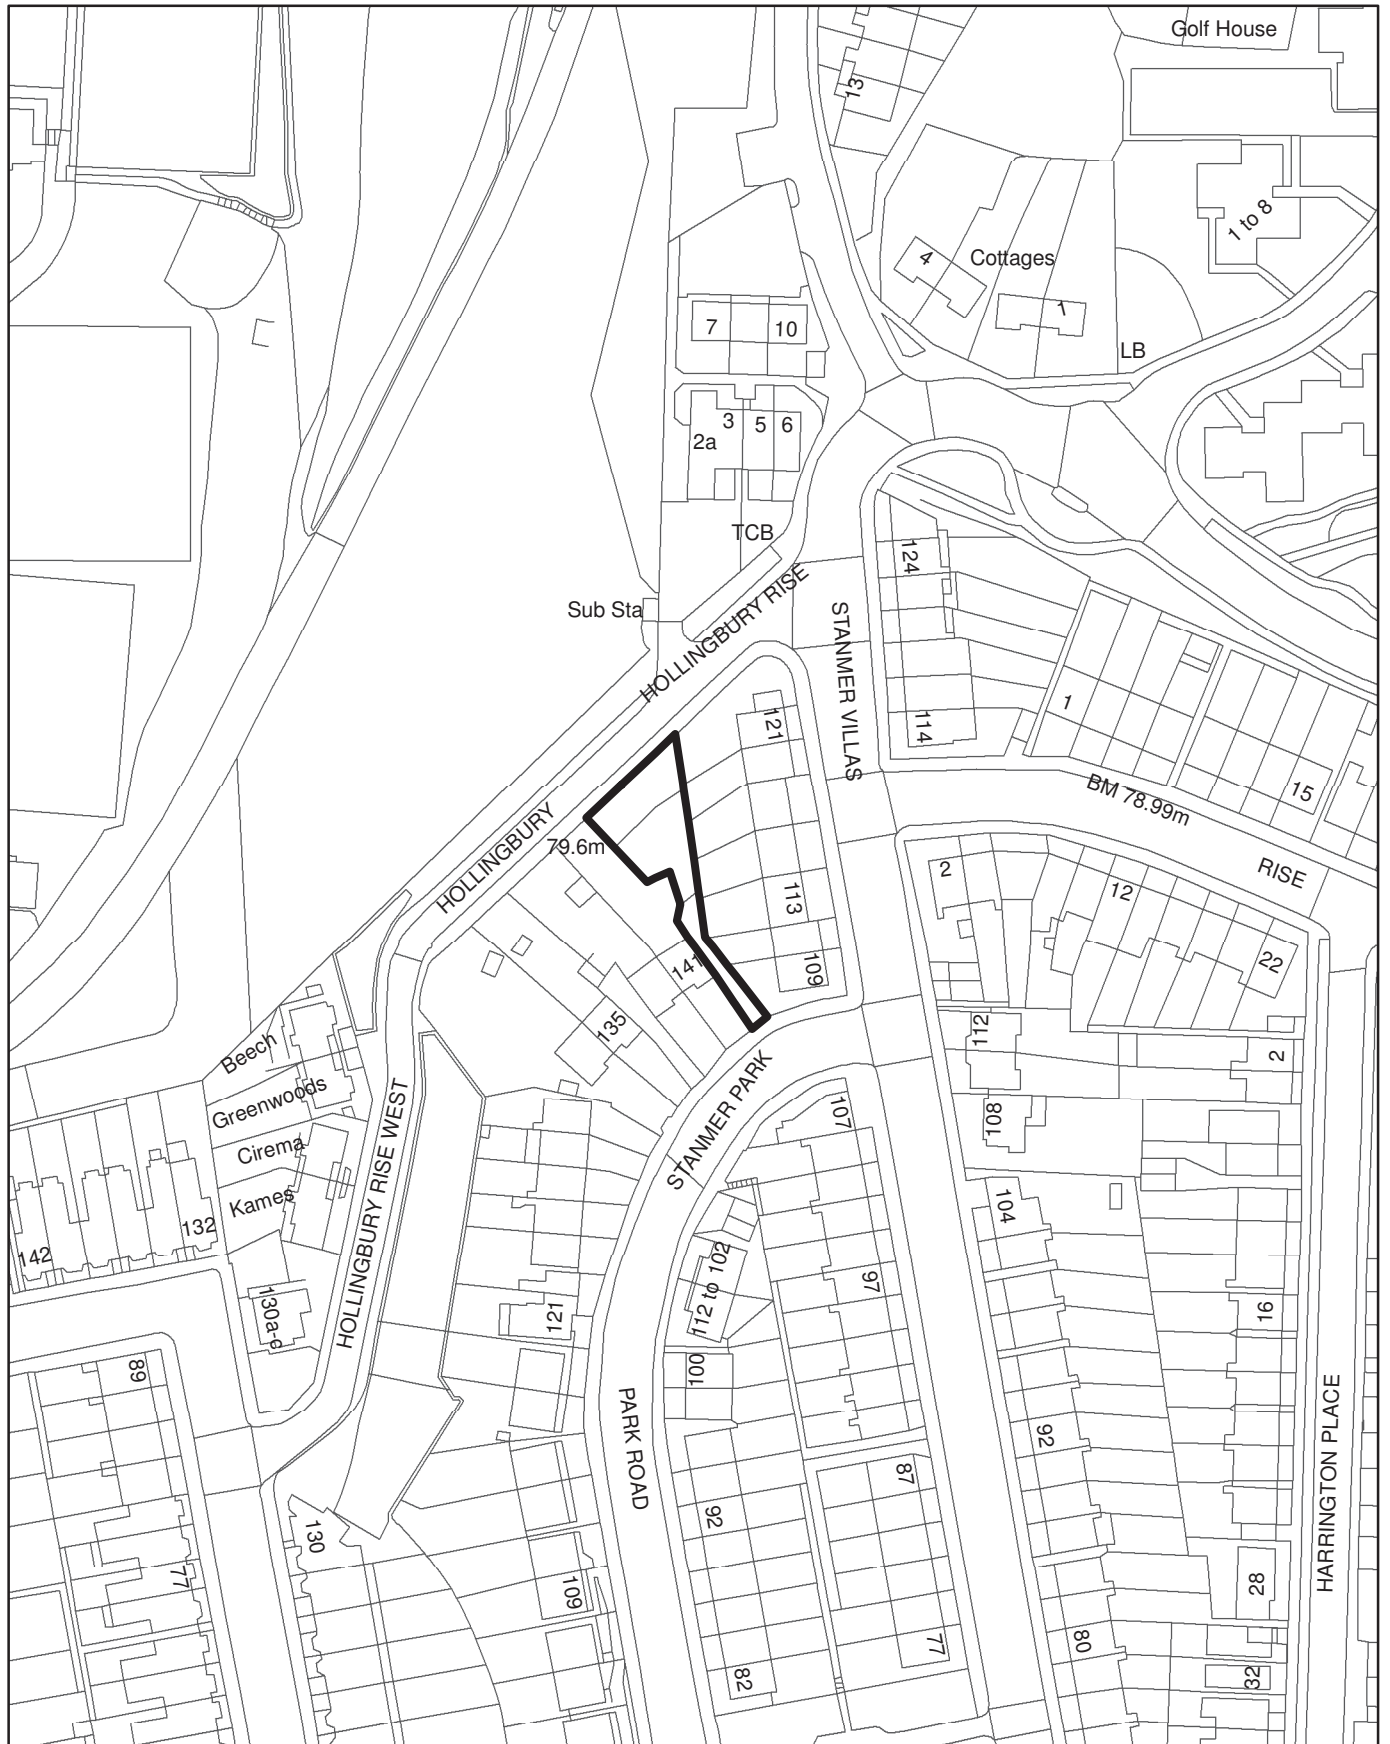 Golf House
13
1 to 8
4
Cottages
1
7
10
LB
3
5
6
2a
TCB
124
Sub Sta
HOLLINGBURY RISE
STANMER VILLAS
121
114
1
BM 78.99m
15
79.6m
HOLLINGBURY
2
RISE
12
113
141
109
22
135
112
2
Beech
Greenwoods
STANMER PARK
107
108
Cirema
Kames
HOLLINGBURY RISE WEST
132
142
104
112 to 102
97
130a-c
121
16
89
100
PARK ROAD
92
HARRINGTON PLACE
87
92
130
77
109
28
77
80
82
32